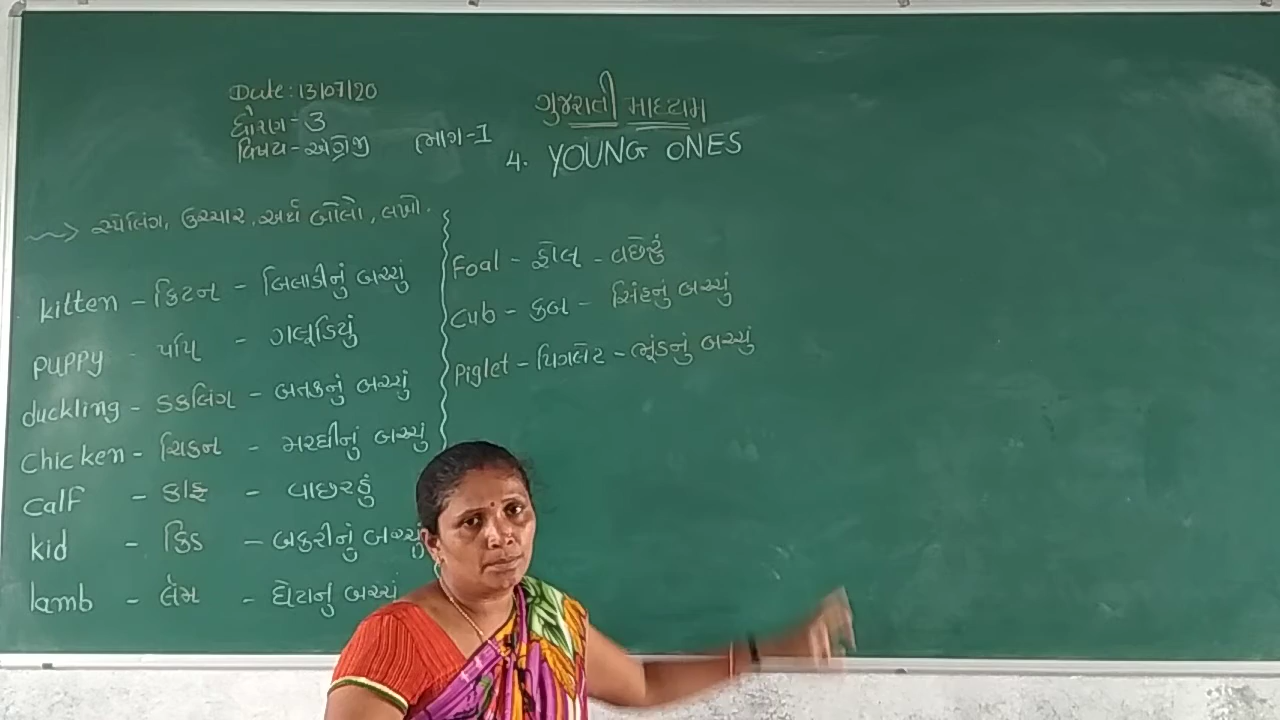 Date: 13/07/20
ધોરણ - 3
વિષય - અંગ્રેજી
ભાગ - I
ગુજરાતી માધ્યમ
4. YOUNG ONES
સ્પેલિંગ, ઉચ્ચાર, અર્થ બોલો, લખો.
kitten - કિટન - બિલાડીનું બચ્ચું
puppy - પપિ - ગલૂડિયું
duckling - ડકલિંગ - બતકનું બચ્ચું
Chicken - ચિકન - મરઘીનું બચ્ચું
Calf - કાફ - વાછરડું
kid - કિડ - બકરીનું બચ્ચું
lamb - લેમ - ઘેટાનું બચ્ચું
Foal - ફોલ - વછેરું
Cub - કબ - સિંહનું બચ્ચું
Piglet - પિગલેટ - ભૂંડનું બચ્ચું